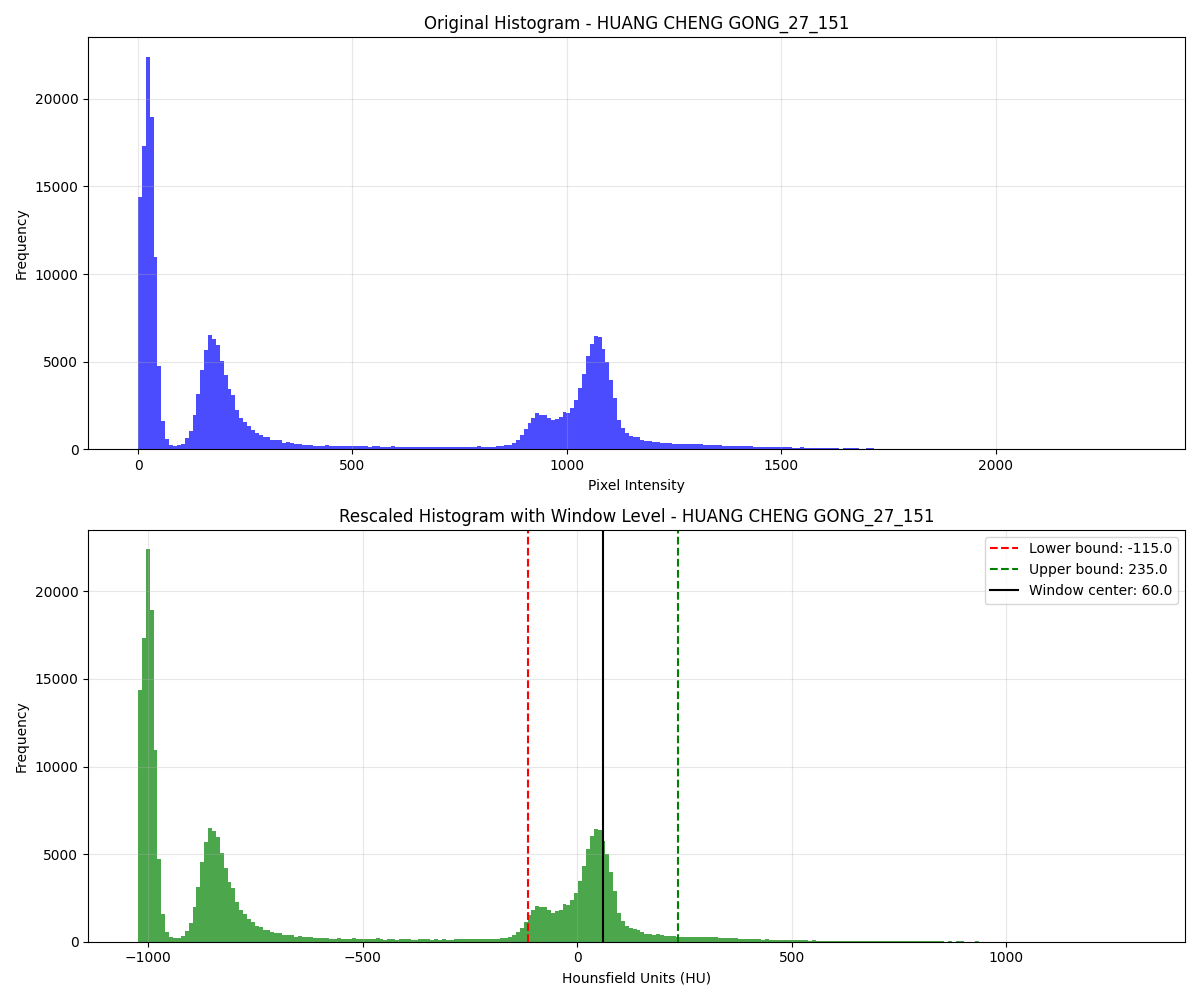 Original Histogram - HUANG CHENG GONG_27_151
Frequency
20000
15000
10000
5000
0
0 500 1000 1500 2000
Pixel Intensity
Rescaled Histogram with Window Level - HUANG CHENG GONG_27_151
Lower bound: -115.0
Upper bound: 235.0
Window center: 60.0
Frequency
20000
15000
10000
5000
0
−1000 −500 0 500 1000
Hounsfield Units (HU)